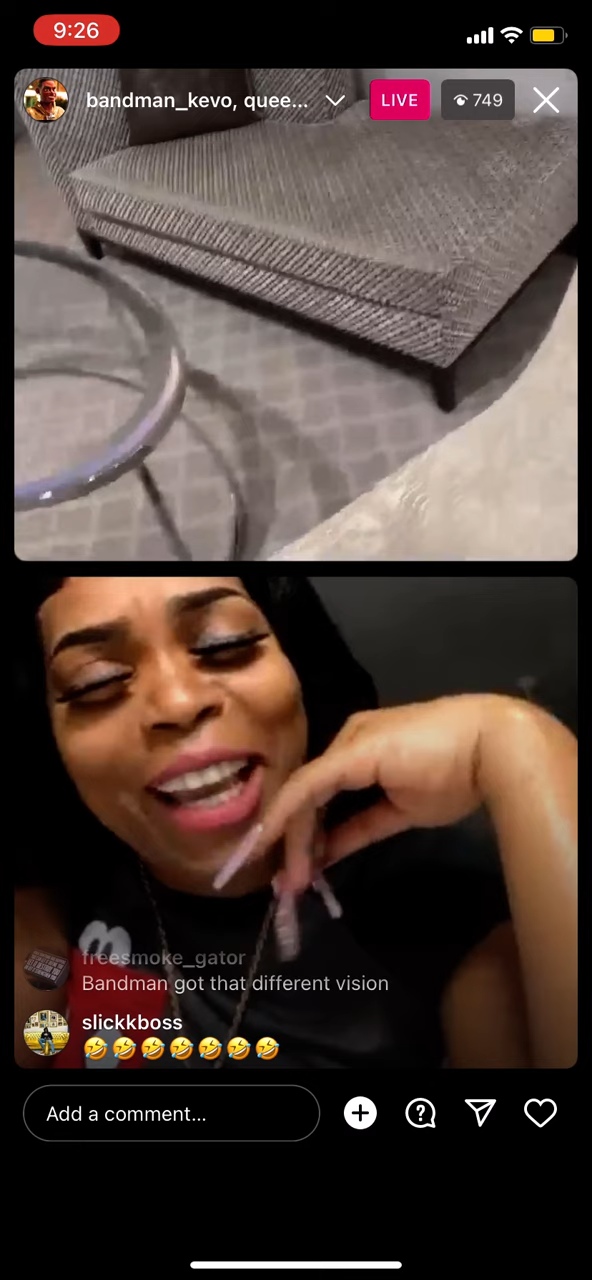 9:26
bandman_kevo, quee...
LIVE
749
freesmoke_gator
Bandman got that different vision
slickkboss
🤣🤣🤣🤣🤣🤣🤣
Add a comment...